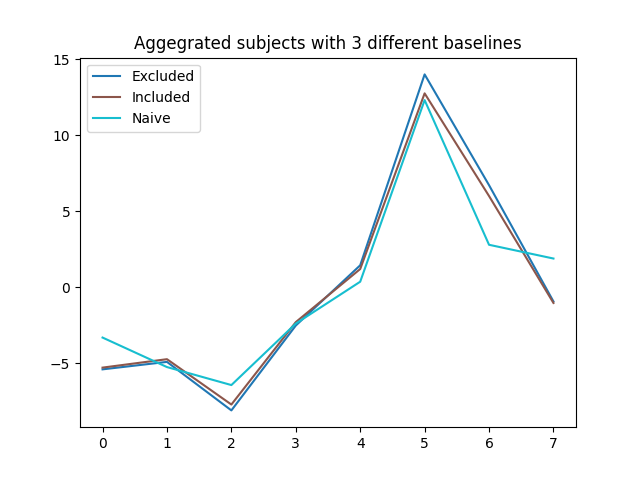 Aggegrated subjects with 3 different baselines
Excluded
Included
Naive
15
10
5
0
−5
0 1 2 3 4 5 6 7